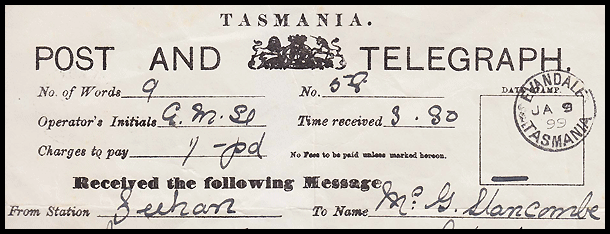 TASMANIA.
POST AND TELEGRAPH.
No. of Words 9 No. 58 DATE STAMP.
Operator's Initials Time received 3.30
Charges to pay 1/- pd No Fees to be paid unless marked hereon.
EVANDALE
JA 9
99
TASMANIA
Received the following Message
From Station Zeehan To Name Mr G. Stancombe